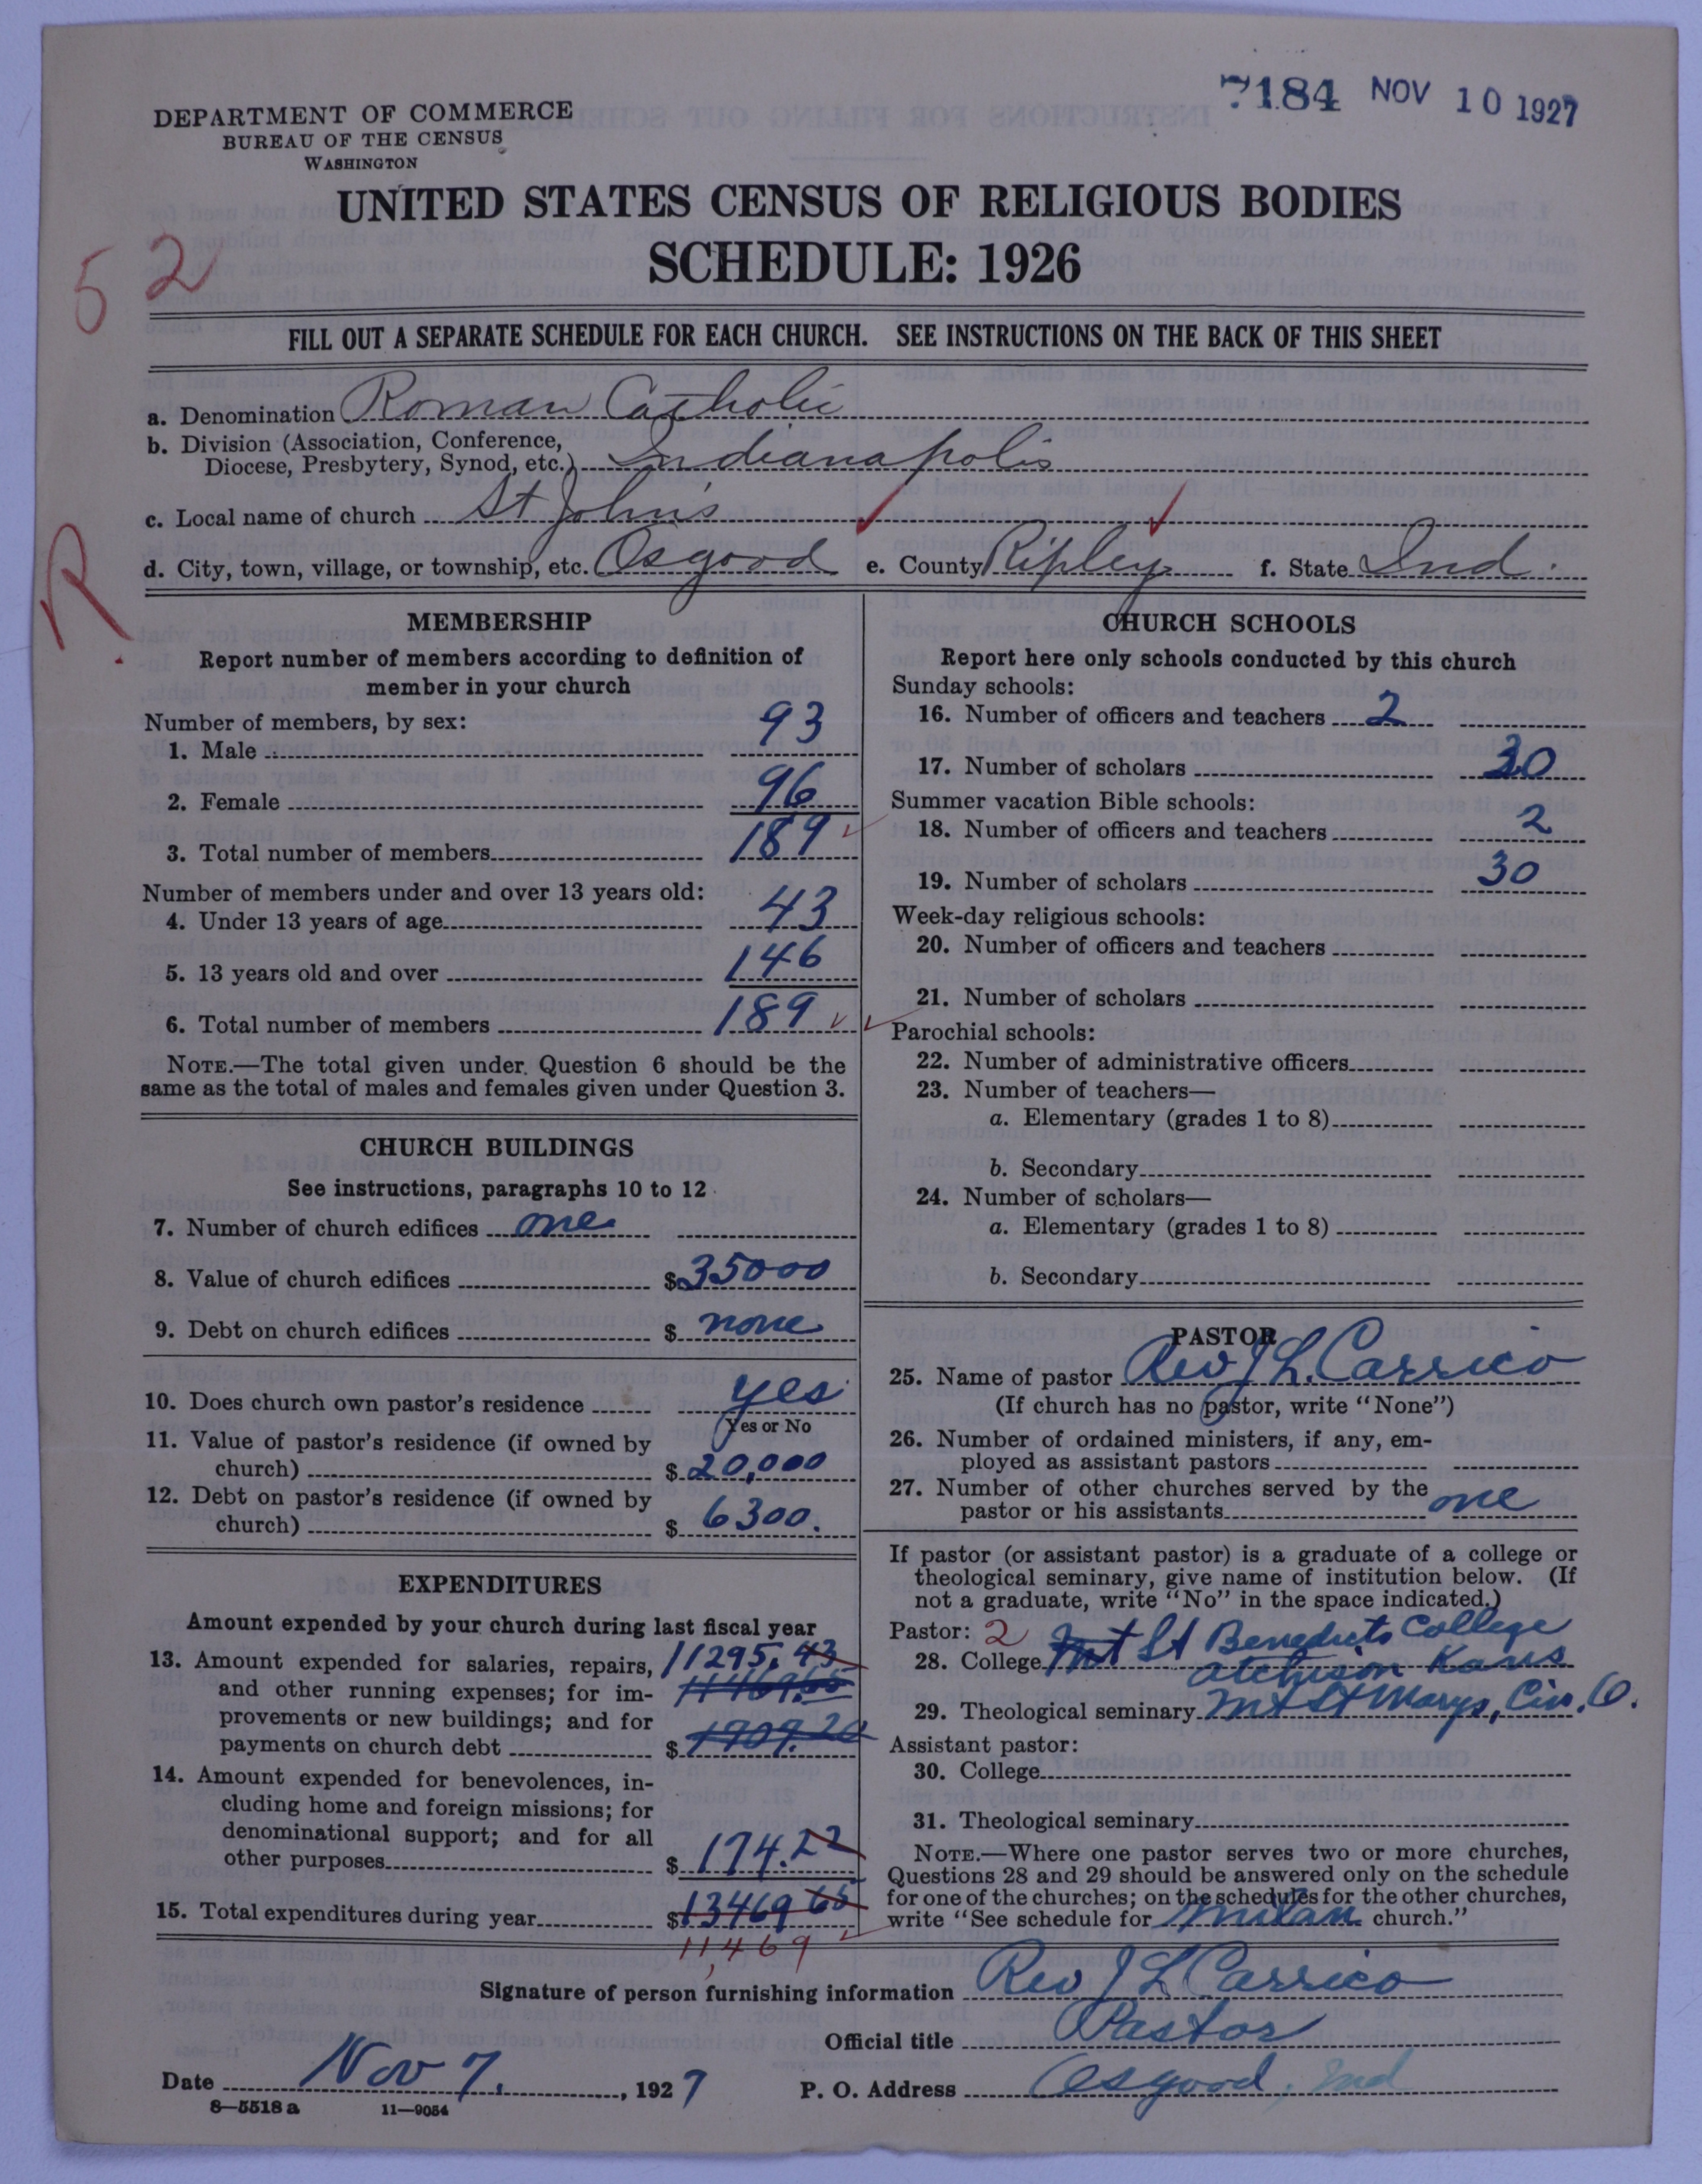 7184 NOV 10 1927
DEPARTMENT OF COMMERCE
BUREAU OF THE CENSUS
WASHINGTON
UNITED STATES CENSUS OF RELIGIOUS BODIES
SCHEDULE: 1926
52
FILL OUT A SEPARATE SCHEDULE FOR EACH CHURCH. SEE INSTRUCTIONS ON THE BACK OF THIS SHEET
a. Denomination Roman Catholic
b. Division (Association, Conference,
Diocese, Presbytery, Synod, etc.) Indianapolis
c. Local name of church St Johns
d. City, town, village, or township, etc. Osgood e. County Ripley f. State Ind.
R
MEMBERSHIP
Report number of members according to definition of
member in your church
Number of members, by sex:
1. Male 93
2. Female 96
3. Total number of members 189
Number of members under and over 13 years old:
4. Under 13 years of age 43
5. 13 years old and over 146
6. Total number of members 189
NOTE.—The total given under Question 6 should be the
same as the total of males and females given under Question 3.
CHURCH BUILDINGS
See instructions, paragraphs 10 to 12
7. Number of church edifices one
8. Value of church edifices $35000
9. Debt on church edifices $ none
10. Does church own pastor's residence yes
Yes or No
11. Value of pastor's residence (if owned by
church) $ 20,000
12. Debt on pastor's residence (if owned by
church) $ 6300.
EXPENDITURES
Amount expended by your church during last fiscal year
13. Amount expended for salaries, repairs, 11295.43
and other running expenses; for im-
provements or new buildings; and for
payments on church debt $
14. Amount expended for benevolences, in-
cluding home and foreign missions; for
denominational support; and for all
other purposes $ 174.22
15. Total expenditures during year $13469 65
11,469
CHURCH SCHOOLS
Report here only schools conducted by this church
Sunday schools:
16. Number of officers and teachers 2
17. Number of scholars 30
Summer vacation Bible schools:
18. Number of officers and teachers 2
19. Number of scholars 30
Week-day religious schools:
20. Number of officers and teachers
21. Number of scholars
Parochial schools:
22. Number of administrative officers
23. Number of teachers—
a. Elementary (grades 1 to 8)
b. Secondary
24. Number of scholars—
a. Elementary (grades 1 to 8)
b. Secondary
PASTOR
25. Name of pastor Rev J L. Carrico
(If church has no pastor, write "None")
26. Number of ordained ministers, if any, em-
ployed as assistant pastors
27. Number of other churches served by the
pastor or his assistants one
If pastor (or assistant pastor) is a graduate of a college or
theological seminary, give name of institution below. (If
not a graduate, write "No" in the space indicated.)
Pastor: 2
28. College Mt St Benedicts College
Atchison Kans
29. Theological seminary Mt St Marys, Cin. O.
Assistant pastor:
30. College
31. Theological seminary
NOTE.—Where one pastor serves two or more churches,
Questions 28 and 29 should be answered only on the schedule
for one of the churches; on the schedules for the other churches,
write "See schedule for Milan church."
Signature of person furnishing information Rev J L Carrico
Official title Pastor
Date Nov 7, 1927 P. O. Address Osgood, Ind
8—5518 a 11—9054